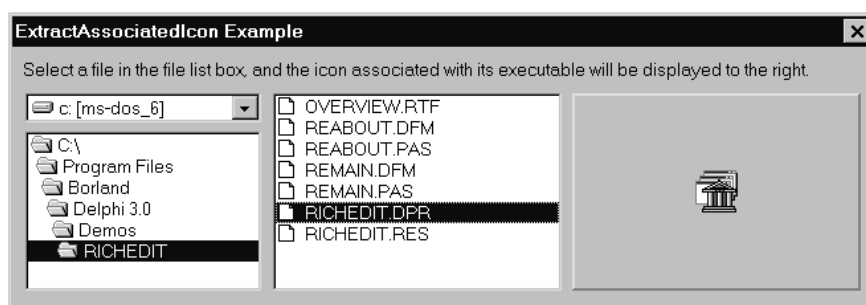 ExtractAssociatedIcon Example
Select a file in the file list box, and the icon associated with its executable will be displayed to the right.
c: [ms-dos_6]
C:\
Program Files
Borland
Delphi 3.0
Demos
RICHEDIT
OVERVIEW.RTF
REABOUT.DFM
REABOUT.PAS
REMAIN.DFM
REMAIN.PAS
RICHEDIT.DPR
RICHEDIT.RES